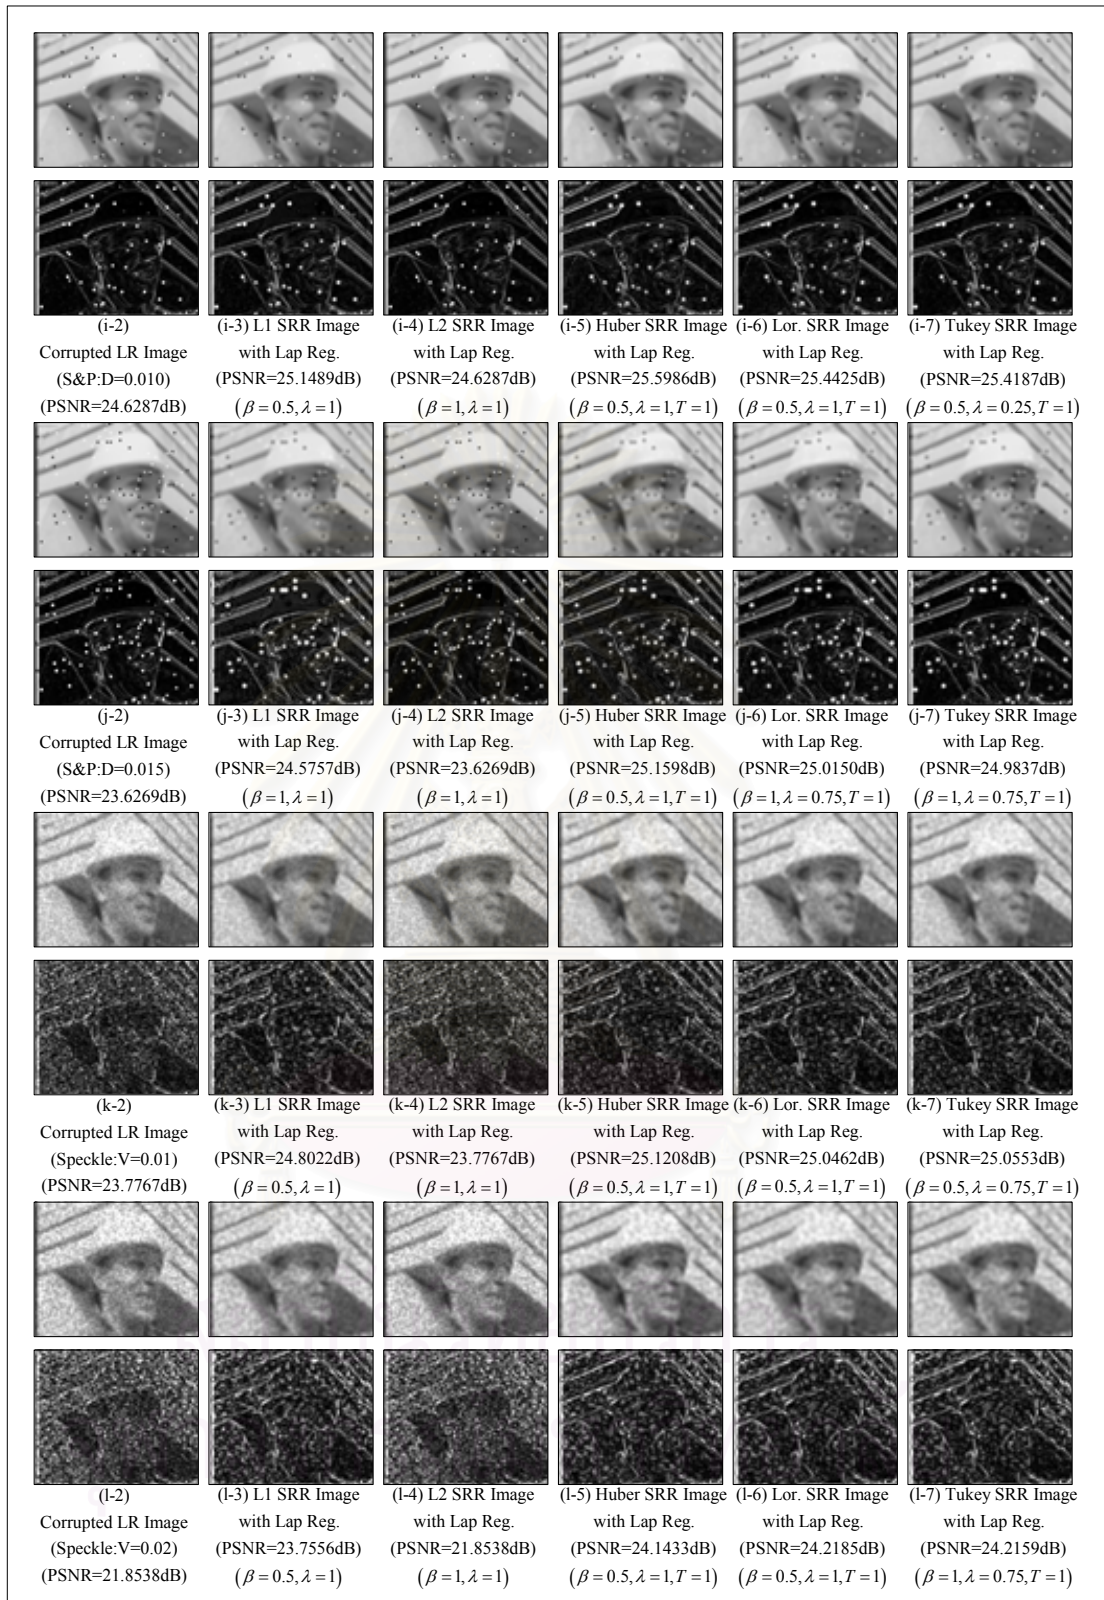 (i-2)
Corrupted LR Image
(S&P:D=0.010)
(PSNR=24.6287dB)
(i-3) L1 SRR Image
with Lap Reg.
(PSNR=25.1489dB)
(β = 0.5, λ = 1)
(i-4) L2 SRR Image
with Lap Reg.
(PSNR=24.6287dB)
(β = 1, λ = 1)
(i-5) Huber SRR Image
with Lap Reg.
(PSNR=25.5986dB)
(β = 0.5, λ = 1, T = 1)
(i-6) Lor. SRR Image
with Lap Reg.
(PSNR=25.4425dB)
(β = 0.5, λ = 1, T = 1)
(i-7) Tukey SRR Image
with Lap Reg.
(PSNR=25.4187dB)
(β = 0.5, λ = 0.25, T = 1)
(j-2)
Corrupted LR Image
(S&P:D=0.015)
(PSNR=23.6269dB)
(j-3) L1 SRR Image
with Lap Reg.
(PSNR=24.5757dB)
(β = 1, λ = 1)
(j-4) L2 SRR Image
with Lap Reg.
(PSNR=23.6269dB)
(β = 1, λ = 1)
(j-5) Huber SRR Image
with Lap Reg.
(PSNR=25.1598dB)
(β = 0.5, λ = 1, T = 1)
(j-6) Lor. SRR Image
with Lap Reg.
(PSNR=25.0150dB)
(β = 1, λ = 0.75, T = 1)
(j-7) Tukey SRR Image
with Lap Reg.
(PSNR=24.9837dB)
(β = 1, λ = 0.75, T = 1)
(k-2)
Corrupted LR Image
(Speckle:V=0.01)
(PSNR=23.7767dB)
(k-3) L1 SRR Image
with Lap Reg.
(PSNR=24.8022dB)
(β = 0.5, λ = 1)
(k-4) L2 SRR Image
with Lap Reg.
(PSNR=23.7767dB)
(β = 1, λ = 1)
(k-5) Huber SRR Image
with Lap Reg.
(PSNR=25.1208dB)
(β = 0.5, λ = 1, T = 1)
(k-6) Lor. SRR Image
with Lap Reg.
(PSNR=25.0462dB)
(β = 0.5, λ = 1, T = 1)
(k-7) Tukey SRR Image
with Lap Reg.
(PSNR=25.0553dB)
(β = 0.5, λ = 0.75, T = 1)
(l-2)
Corrupted LR Image
(Speckle:V=0.02)
(PSNR=21.8538dB)
(l-3) L1 SRR Image
with Lap Reg.
(PSNR=23.7556dB)
(β = 0.5, λ = 1)
(l-4) L2 SRR Image
with Lap Reg.
(PSNR=21.8538dB)
(β = 1, λ = 1)
(l-5) Huber SRR Image
with Lap Reg.
(PSNR=24.1433dB)
(β = 0.5, λ = 1, T = 1)
(l-6) Lor. SRR Image
with Lap Reg.
(PSNR=24.2185dB)
(β = 0.5, λ = 1, T = 1)
(l-7) Tukey SRR Image
with Lap Reg.
(PSNR=24.2159dB)
(β = 1, λ = 0.75, T = 1)